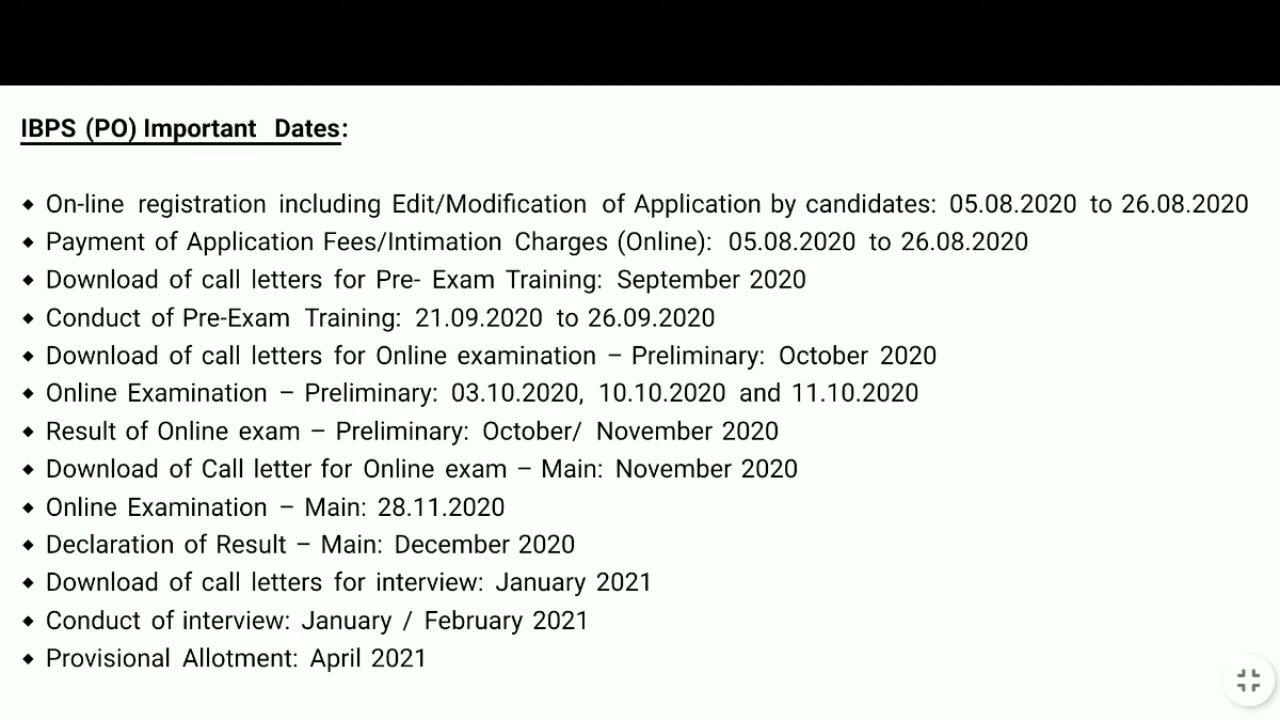 IBPS (PO) Important Dates:
◆ On-line registration including Edit/Modification of Application by candidates: 05.08.2020 to 26.08.2020
◆ Payment of Application Fees/Intimation Charges (Online): 05.08.2020 to 26.08.2020
◆ Download of call letters for Pre- Exam Training: September 2020
◆ Conduct of Pre-Exam Training: 21.09.2020 to 26.09.2020
◆ Download of call letters for Online examination – Preliminary: October 2020
◆ Online Examination – Preliminary: 03.10.2020, 10.10.2020 and 11.10.2020
◆ Result of Online exam – Preliminary: October/ November 2020
◆ Download of Call letter for Online exam – Main: November 2020
◆ Online Examination – Main: 28.11.2020
◆ Declaration of Result – Main: December 2020
◆ Download of call letters for interview: January 2021
◆ Conduct of interview: January / February 2021
◆ Provisional Allotment: April 2021